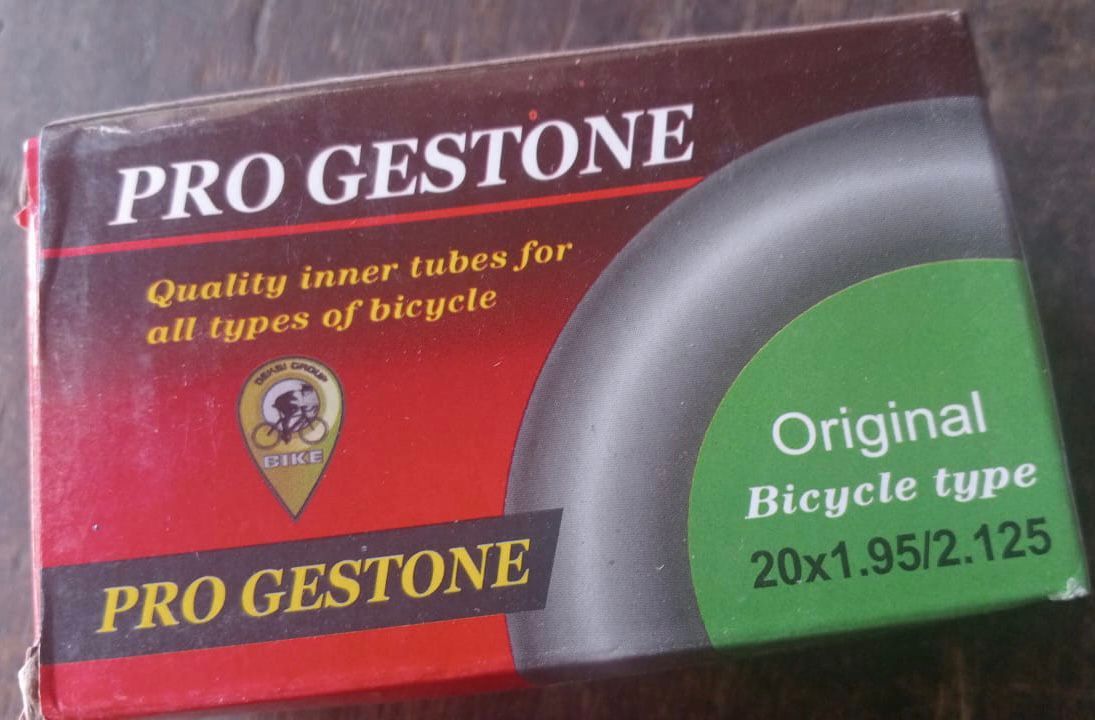 PRO GESTONE
Quality inner tubes for
all types of bicycle
GROUP
BIKE
PRO GESTONE
Original
Bicycle type
20x1.95/2.125